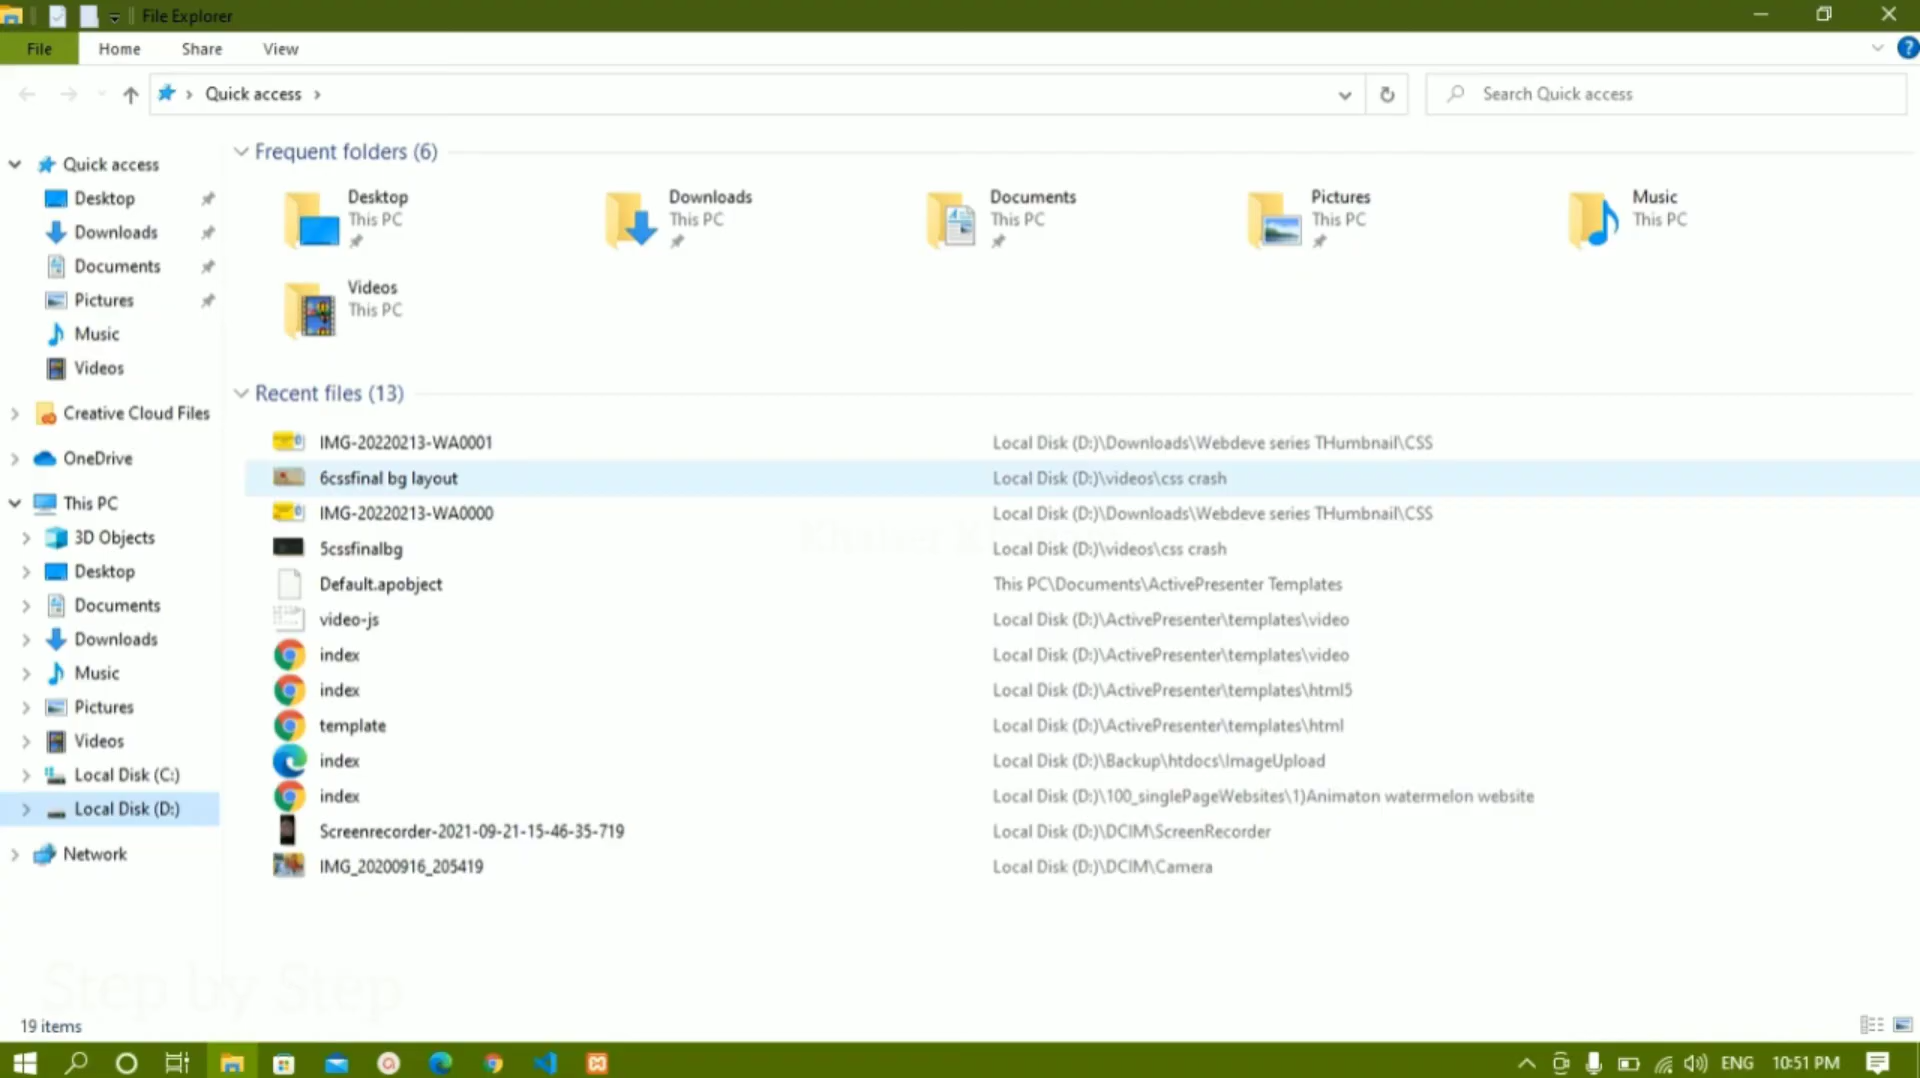 File Explorer
File Home Share View
Quick access
Search Quick access
Quick access
Desktop
Downloads
Documents
Pictures
Music
Videos
Creative Cloud Files
OneDrive
This PC
3D Objects
Desktop
Documents
Downloads
Music
Pictures
Videos
Local Disk (C:)
Local Disk (D:)
Network
Frequent folders (6)
Desktop
This PC
Downloads
This PC
Documents
This PC
Pictures
This PC
Music
This PC
Videos
This PC
Recent files (13)
IMG-20220213-WA0001 Local Disk (D:)\Downloads\Webdeve series THumbnail\CSS
6cssfinal bg layout Local Disk (D:)\videos\css crash
IMG-20220213-WA0000 Local Disk (D:)\Downloads\Webdeve series THumbnail\CSS
5cssfinalbg Local Disk (D:)\videos\css crash
Default.apobject This PC\Documents\ActivePresenter Templates
video-js Local Disk (D:)\ActivePresenter\templates\video
index Local Disk (D:)\ActivePresenter\templates\video
index Local Disk (D:)\ActivePresenter\templates\html5
template Local Disk (D:)\ActivePresenter\templates\html
index Local Disk (D:)\Backup\htdocs\ImageUpload
index Local Disk (D:)\100_singlePageWebsites\1)Animaton watermelon website
Screenrecorder-2021-09-21-15-46-35-719 Local Disk (D:)\DCIM\ScreenRecorder
IMG_20200916_205419 Local Disk (D:)\DCIM\Camera
Step by Step
19 items
ENG 10:51 PM